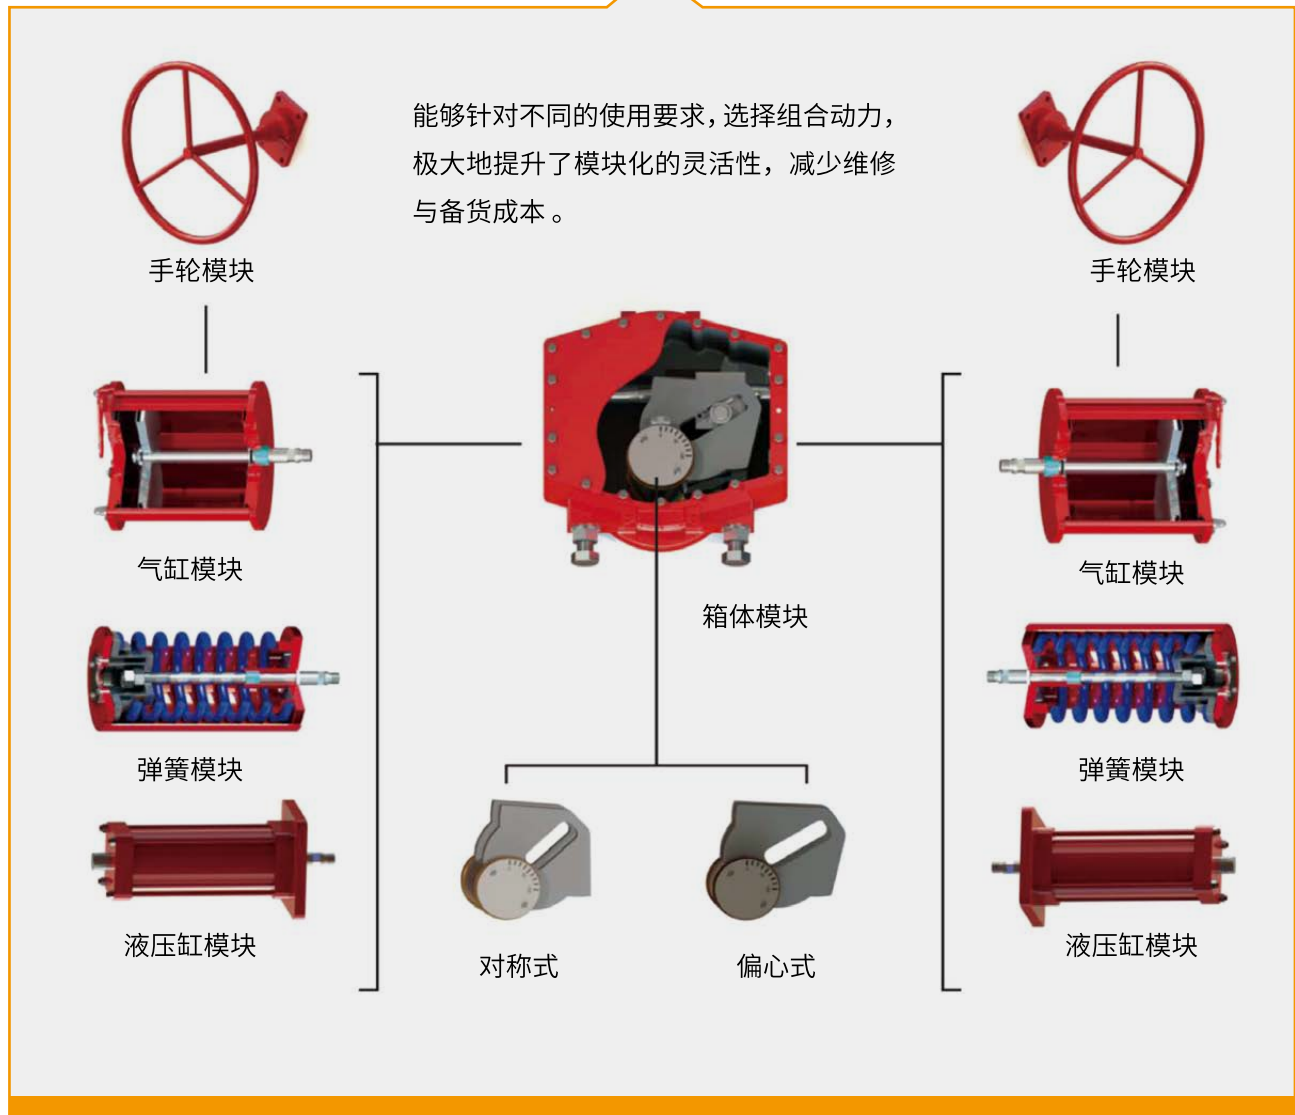 能够针对不同的使用要求，选择组合动力，
极大地提升了模块化的灵活性，减少维修
与备货成本。
手轮模块
手轮模块
气缸模块
气缸模块
箱体模块
弹簧模块
弹簧模块
液压缸模块
液压缸模块
对称式
偏心式